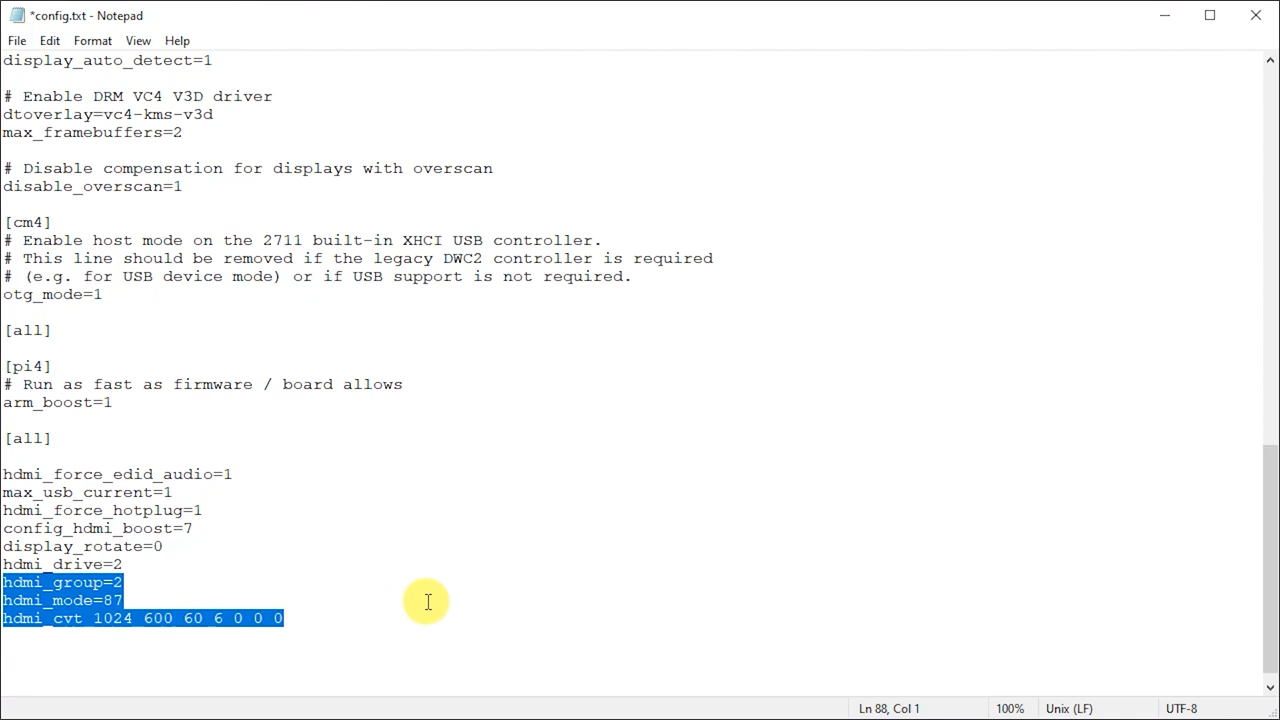 *config.txt - Notepad
File Edit Format View Help
display_auto_detect=1
# Enable DRM VC4 V3D driver
dtoverlay=vc4-kms-v3d
max_framebuffers=2
# Disable compensation for displays with overscan
disable_overscan=1
[cm4]
# Enable host mode on the 2711 built-in XHCI USB controller.
# This line should be removed if the legacy DWC2 controller is required
# (e.g. for USB device mode) or if USB support is not required.
otg_mode=1
[all]
[pi4]
# Run as fast as firmware / board allows
arm_boost=1
[all]
hdmi_force_edid_audio=1
max_usb_current=1
hdmi_force_hotplug=1
config_hdmi_boost=7
display_rotate=0
hdmi_drive=2
hdmi_group=2
hdmi_mode=87
hdmi_cvt 1024 600 60 6 0 0 0
Ln 88, Col 1 100% Unix (LF) UTF-8